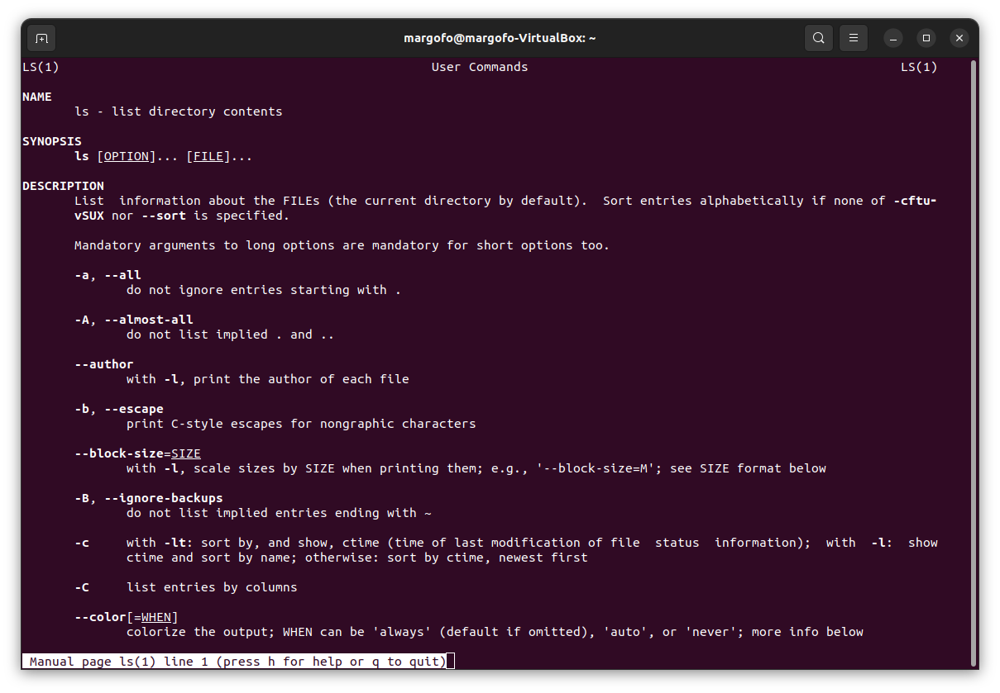 margofo@margofo-VirtualBox: ~
LS(1) User Commands LS(1)
NAME
ls - list directory contents
SYNOPSIS
ls [OPTION]... [FILE]...
DESCRIPTION
List  information about the FILEs (the current directory by default).  Sort entries alphabetically if none of -cftu-
vSUX nor --sort is specified.
Mandatory arguments to long options are mandatory for short options too.
-a, --all
do not ignore entries starting with .
-A, --almost-all
do not list implied . and ..
--author
with -l, print the author of each file
-b, --escape
print C-style escapes for nongraphic characters
--block-size=SIZE
with -l, scale sizes by SIZE when printing them; e.g., '--block-size=M'; see SIZE format below
-B, --ignore-backups
do not list implied entries ending with ~
-c with -lt: sort by, and show, ctime (time of last modification of file  status  information);  with  -l:  show
ctime and sort by name; otherwise: sort by ctime, newest first
-C list entries by columns
--color[=WHEN]
colorize the output; WHEN can be 'always' (default if omitted), 'auto', or 'never'; more info below
Manual page ls(1) line 1 (press h for help or q to quit)